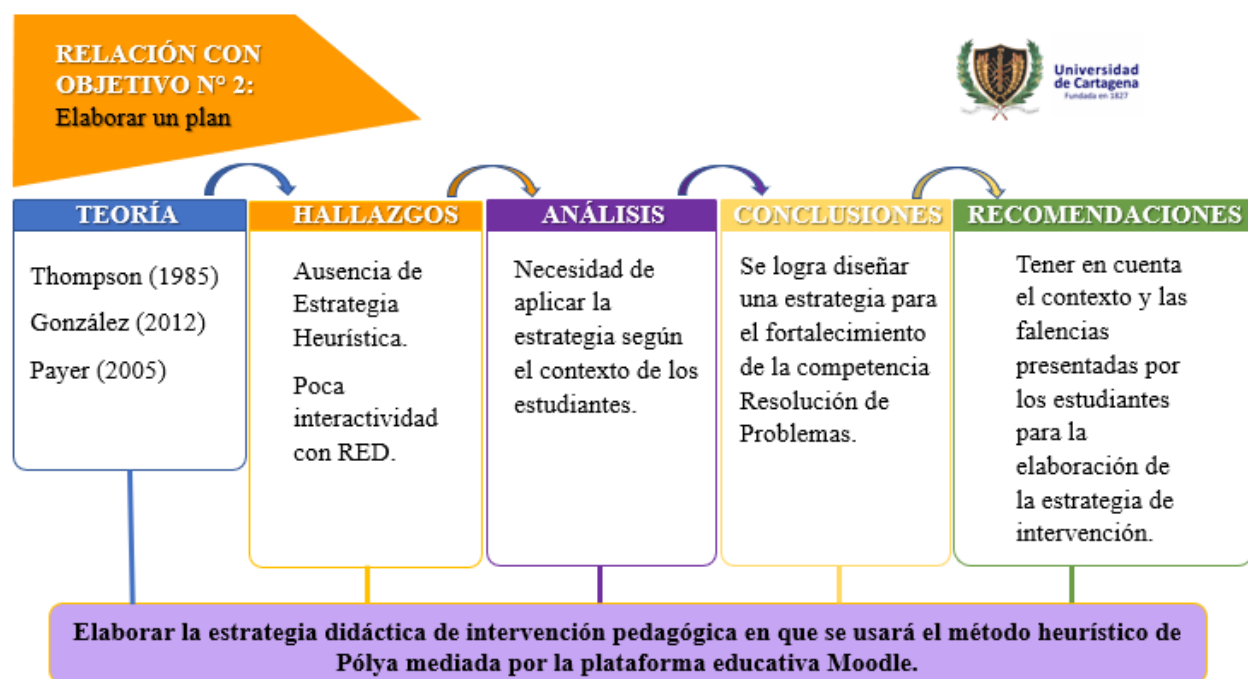 RELACIÓN CON
OBJETIVO N° 2:
Elaborar un plan
Universidad
de Cartagena
Fundada en 1827
TEORÍA
Thompson (1985)
González (2012)
Payer (2005)
HALLAZGOS
Ausencia de
Estrategia
Heurística.
Poca
interactividad
con RED.
ANÁLISIS
Necesidad de
aplicar la
estrategia según
el contexto de los
estudiantes.
CONCLUSIONES
Se logra diseñar
una estrategia para
el fortalecimiento
de la competencia
Resolución de
Problemas.
RECOMENDACIONES
Tener en cuenta
el contexto y las
falencias
presentadas por
los estudiantes
para la
elaboración de
la estrategia de
intervención.
Elaborar la estrategia didáctica de intervención pedagógica en que se usará el método heurístico de
Pólya mediada por la plataforma educativa Moodle.